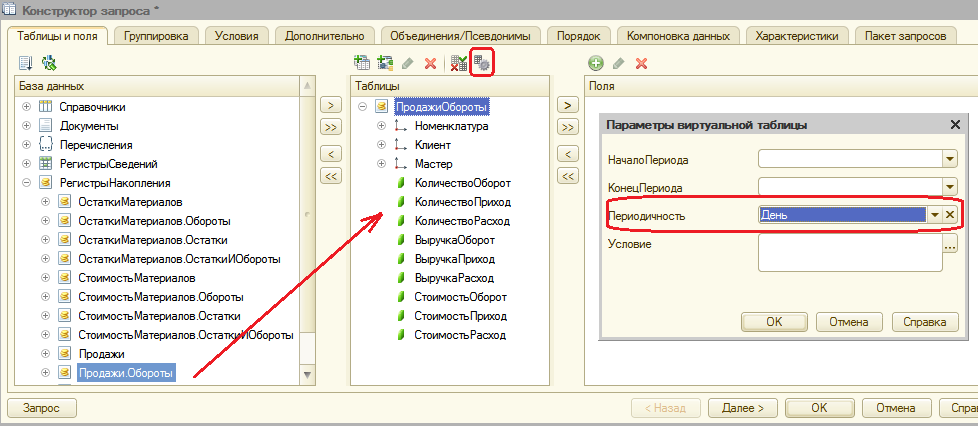 Конструктор запроса *
Таблицы и поля
Группировка
Условия
Дополнительно
Объединения/Псевдонимы
Порядок
Компоновка данных
Характеристики
Пакет запросов
База данных
Справочники
Документы
Перечисления
РегистрыСведений
РегистрыНакопления
ОстаткиМатериалов
ОстаткиМатериалов.Обороты
ОстаткиМатериалов.Остатки
ОстаткиМатериалов.ОстаткиИОбороты
СтоимостьМатериалов
СтоимостьМатериалов.Обороты
СтоимостьМатериалов.Остатки
СтоимостьМатериалов.ОстаткиИОбороты
Продажи
Продажи.Обороты
>
>>
<
<<
Таблицы
ПродажиОбороты
Номенклатура
Клиент
Мастер
КоличествоОборот
КоличествоПриход
КоличествоРасход
ВыручкаОборот
ВыручкаПриход
ВыручкаРасход
СтоимостьОборот
СтоимостьПриход
СтоимостьРасход
>
>>
<
<<
Поля
Параметры виртуальной таблицы
НачалоПериода
КонецПериода
Периодичность
День
Условие
...
OK
Отмена
Справка
Запрос
< Назад
Далее >
OK
Отмена
Спра